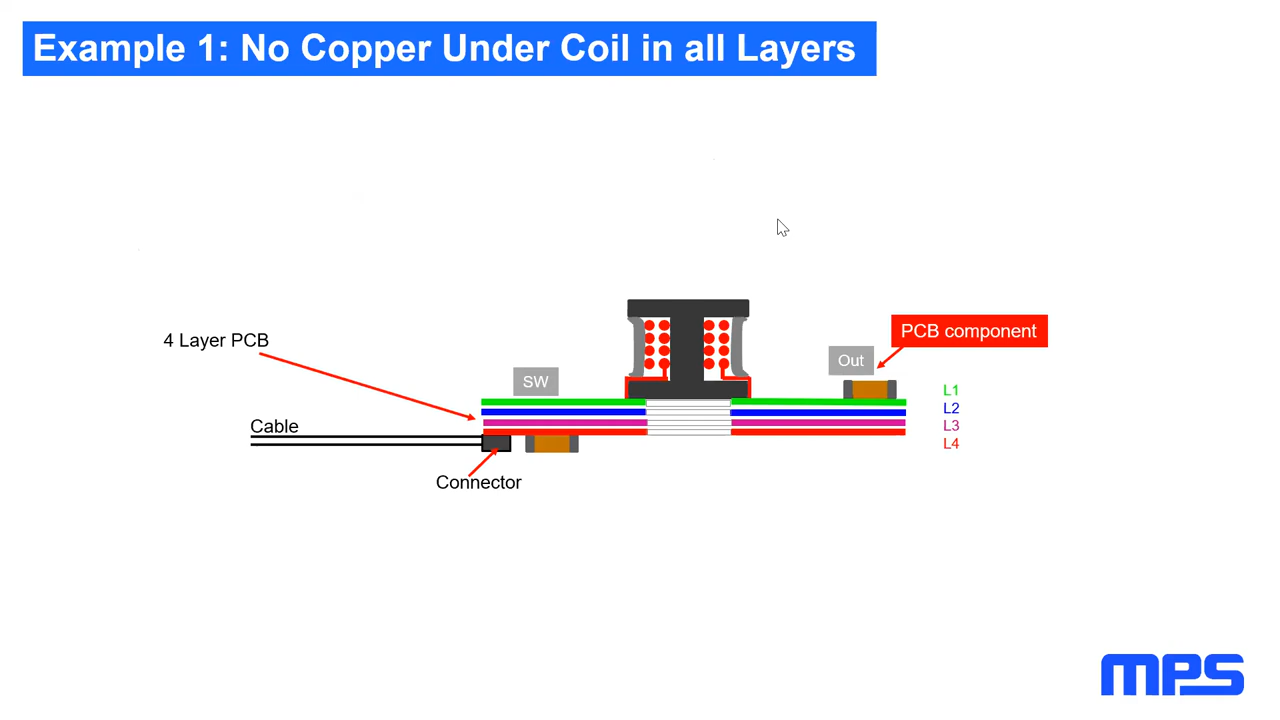 Example 1: No Copper Under Coil in all Layers
4 Layer PCB
PCB component
Out
SW
L1
L2
L3
L4
Cable
Connector
mps